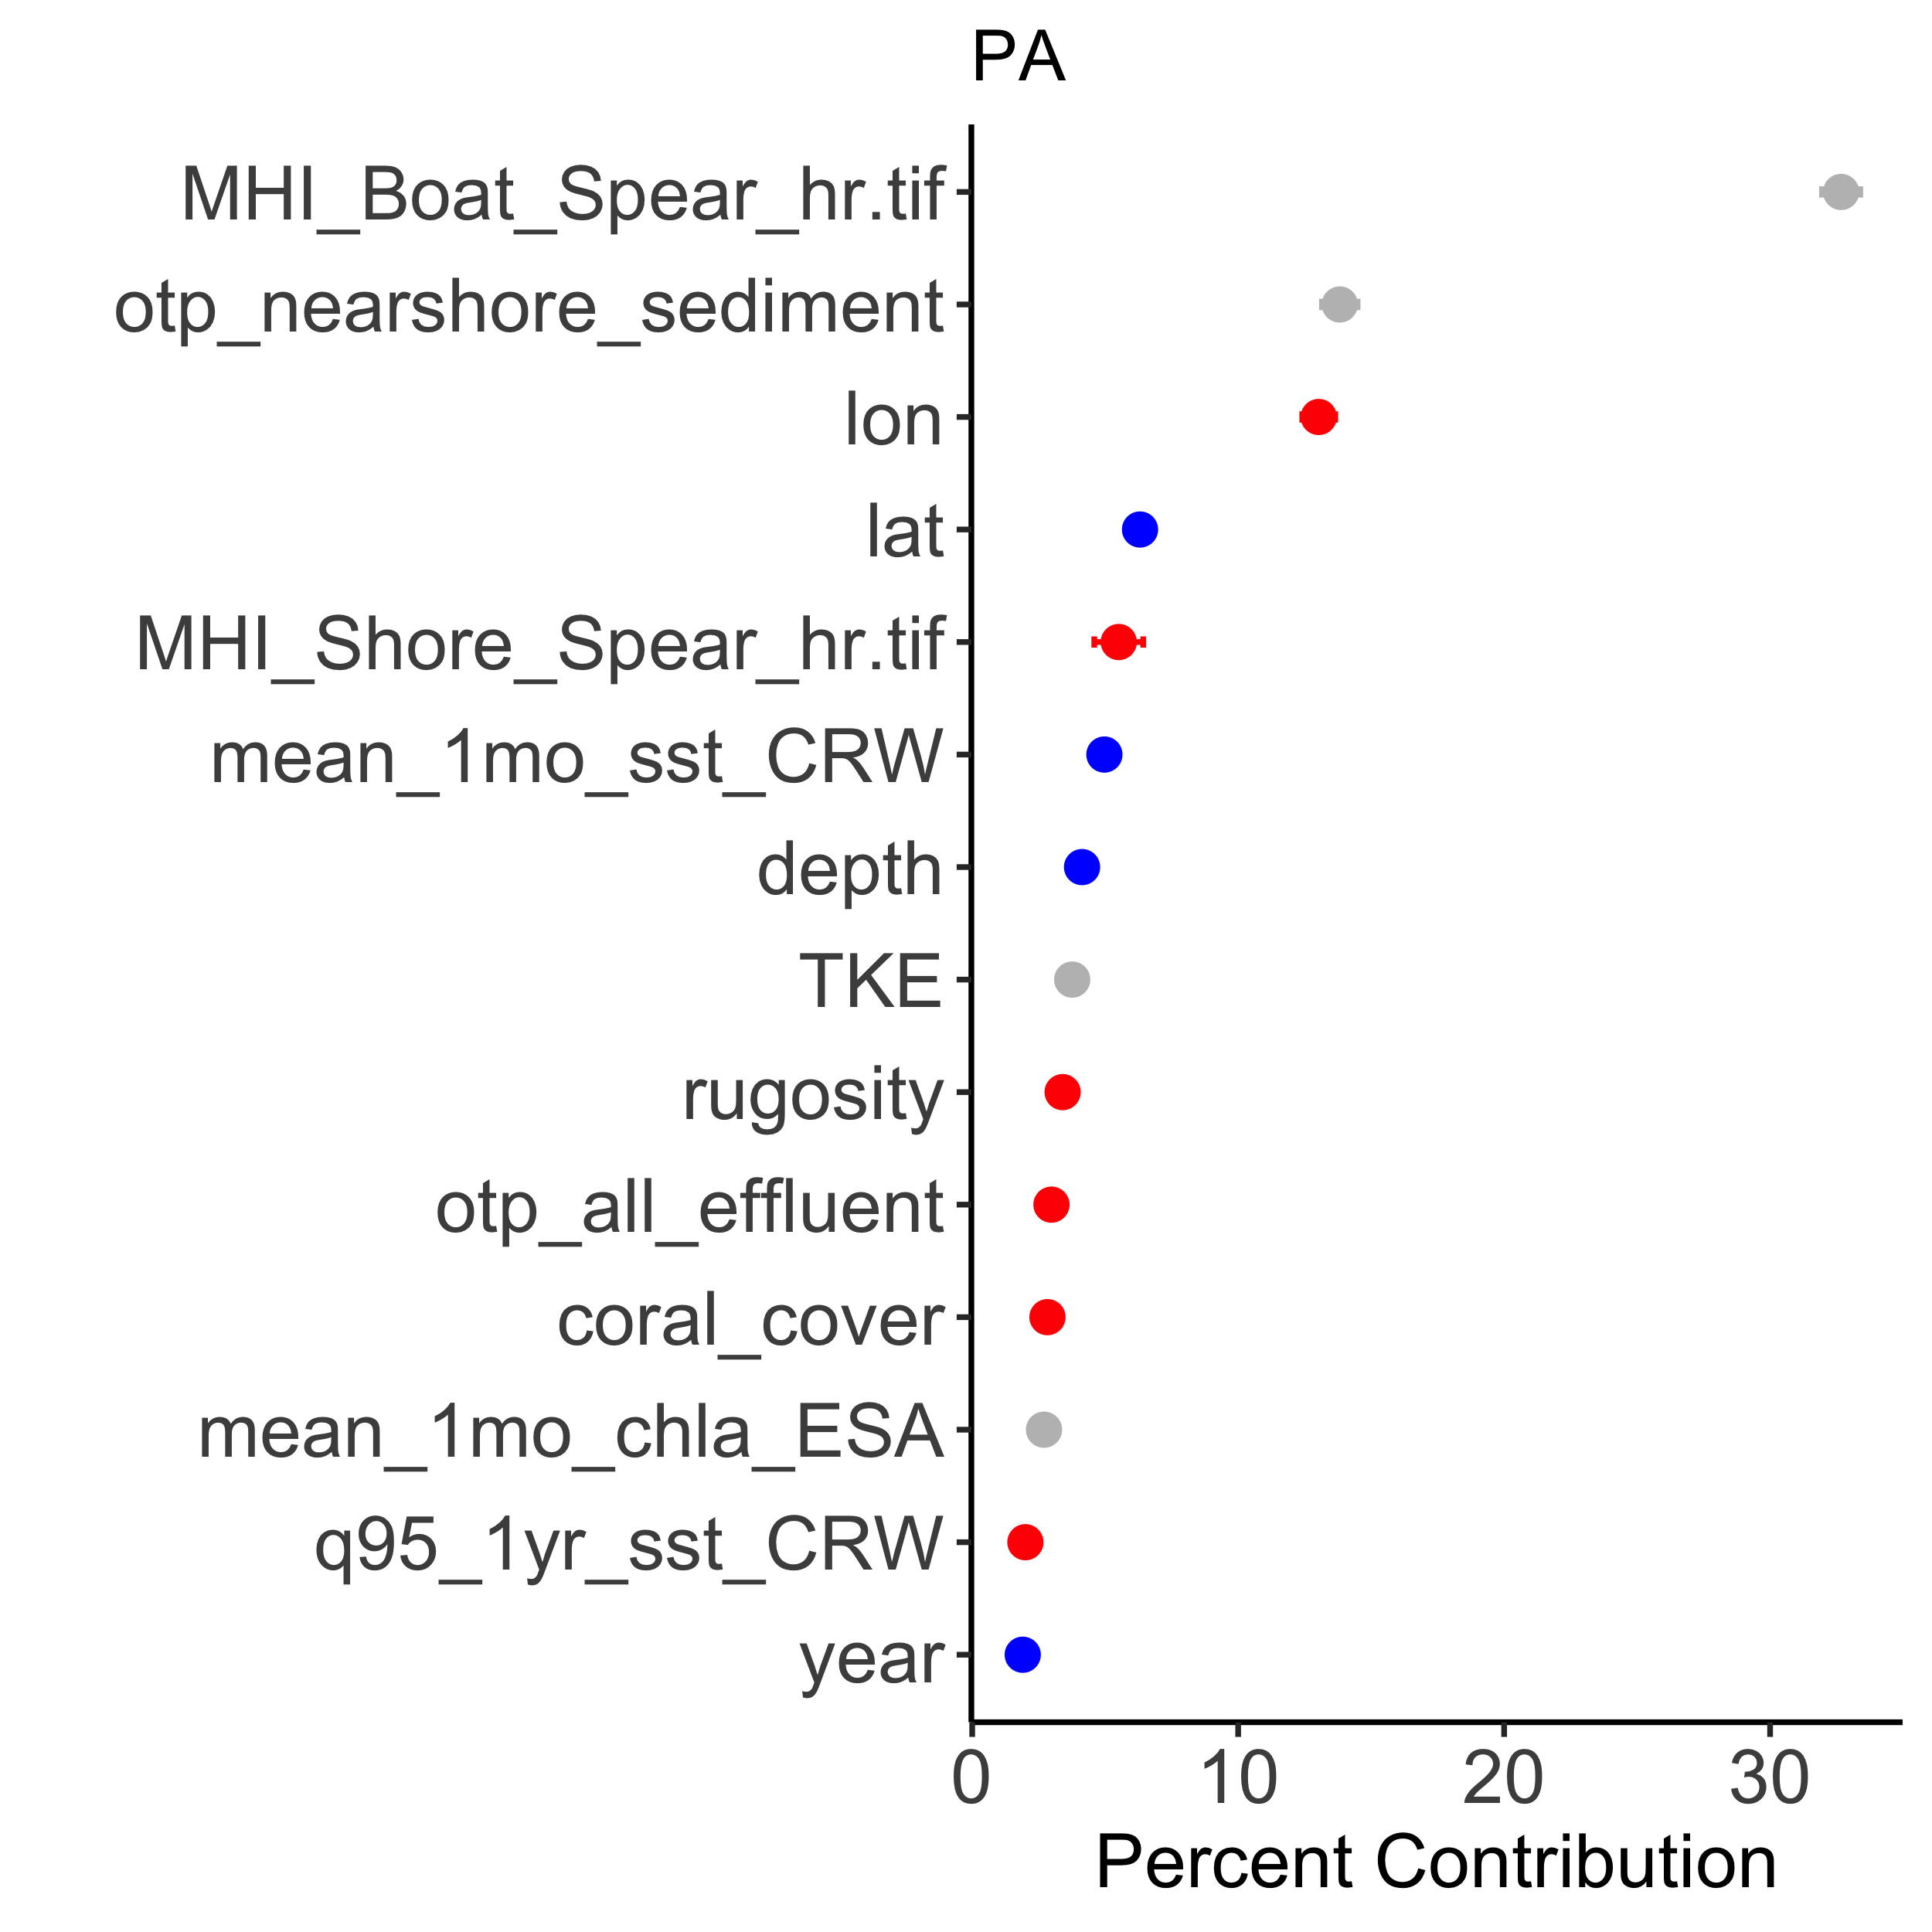 PA
MHI_Boat_Spear_hr.tif
otp_nearshore_sediment
lon
lat
MHI_Shore_Spear_hr.tif
mean_1mo_sst_CRW
depth
TKE
rugosity
otp_all_effluent
coral_cover
mean_1mo_chla_ESA
q95_1yr_sst_CRW
year
0 10 20 30
Percent Contribution